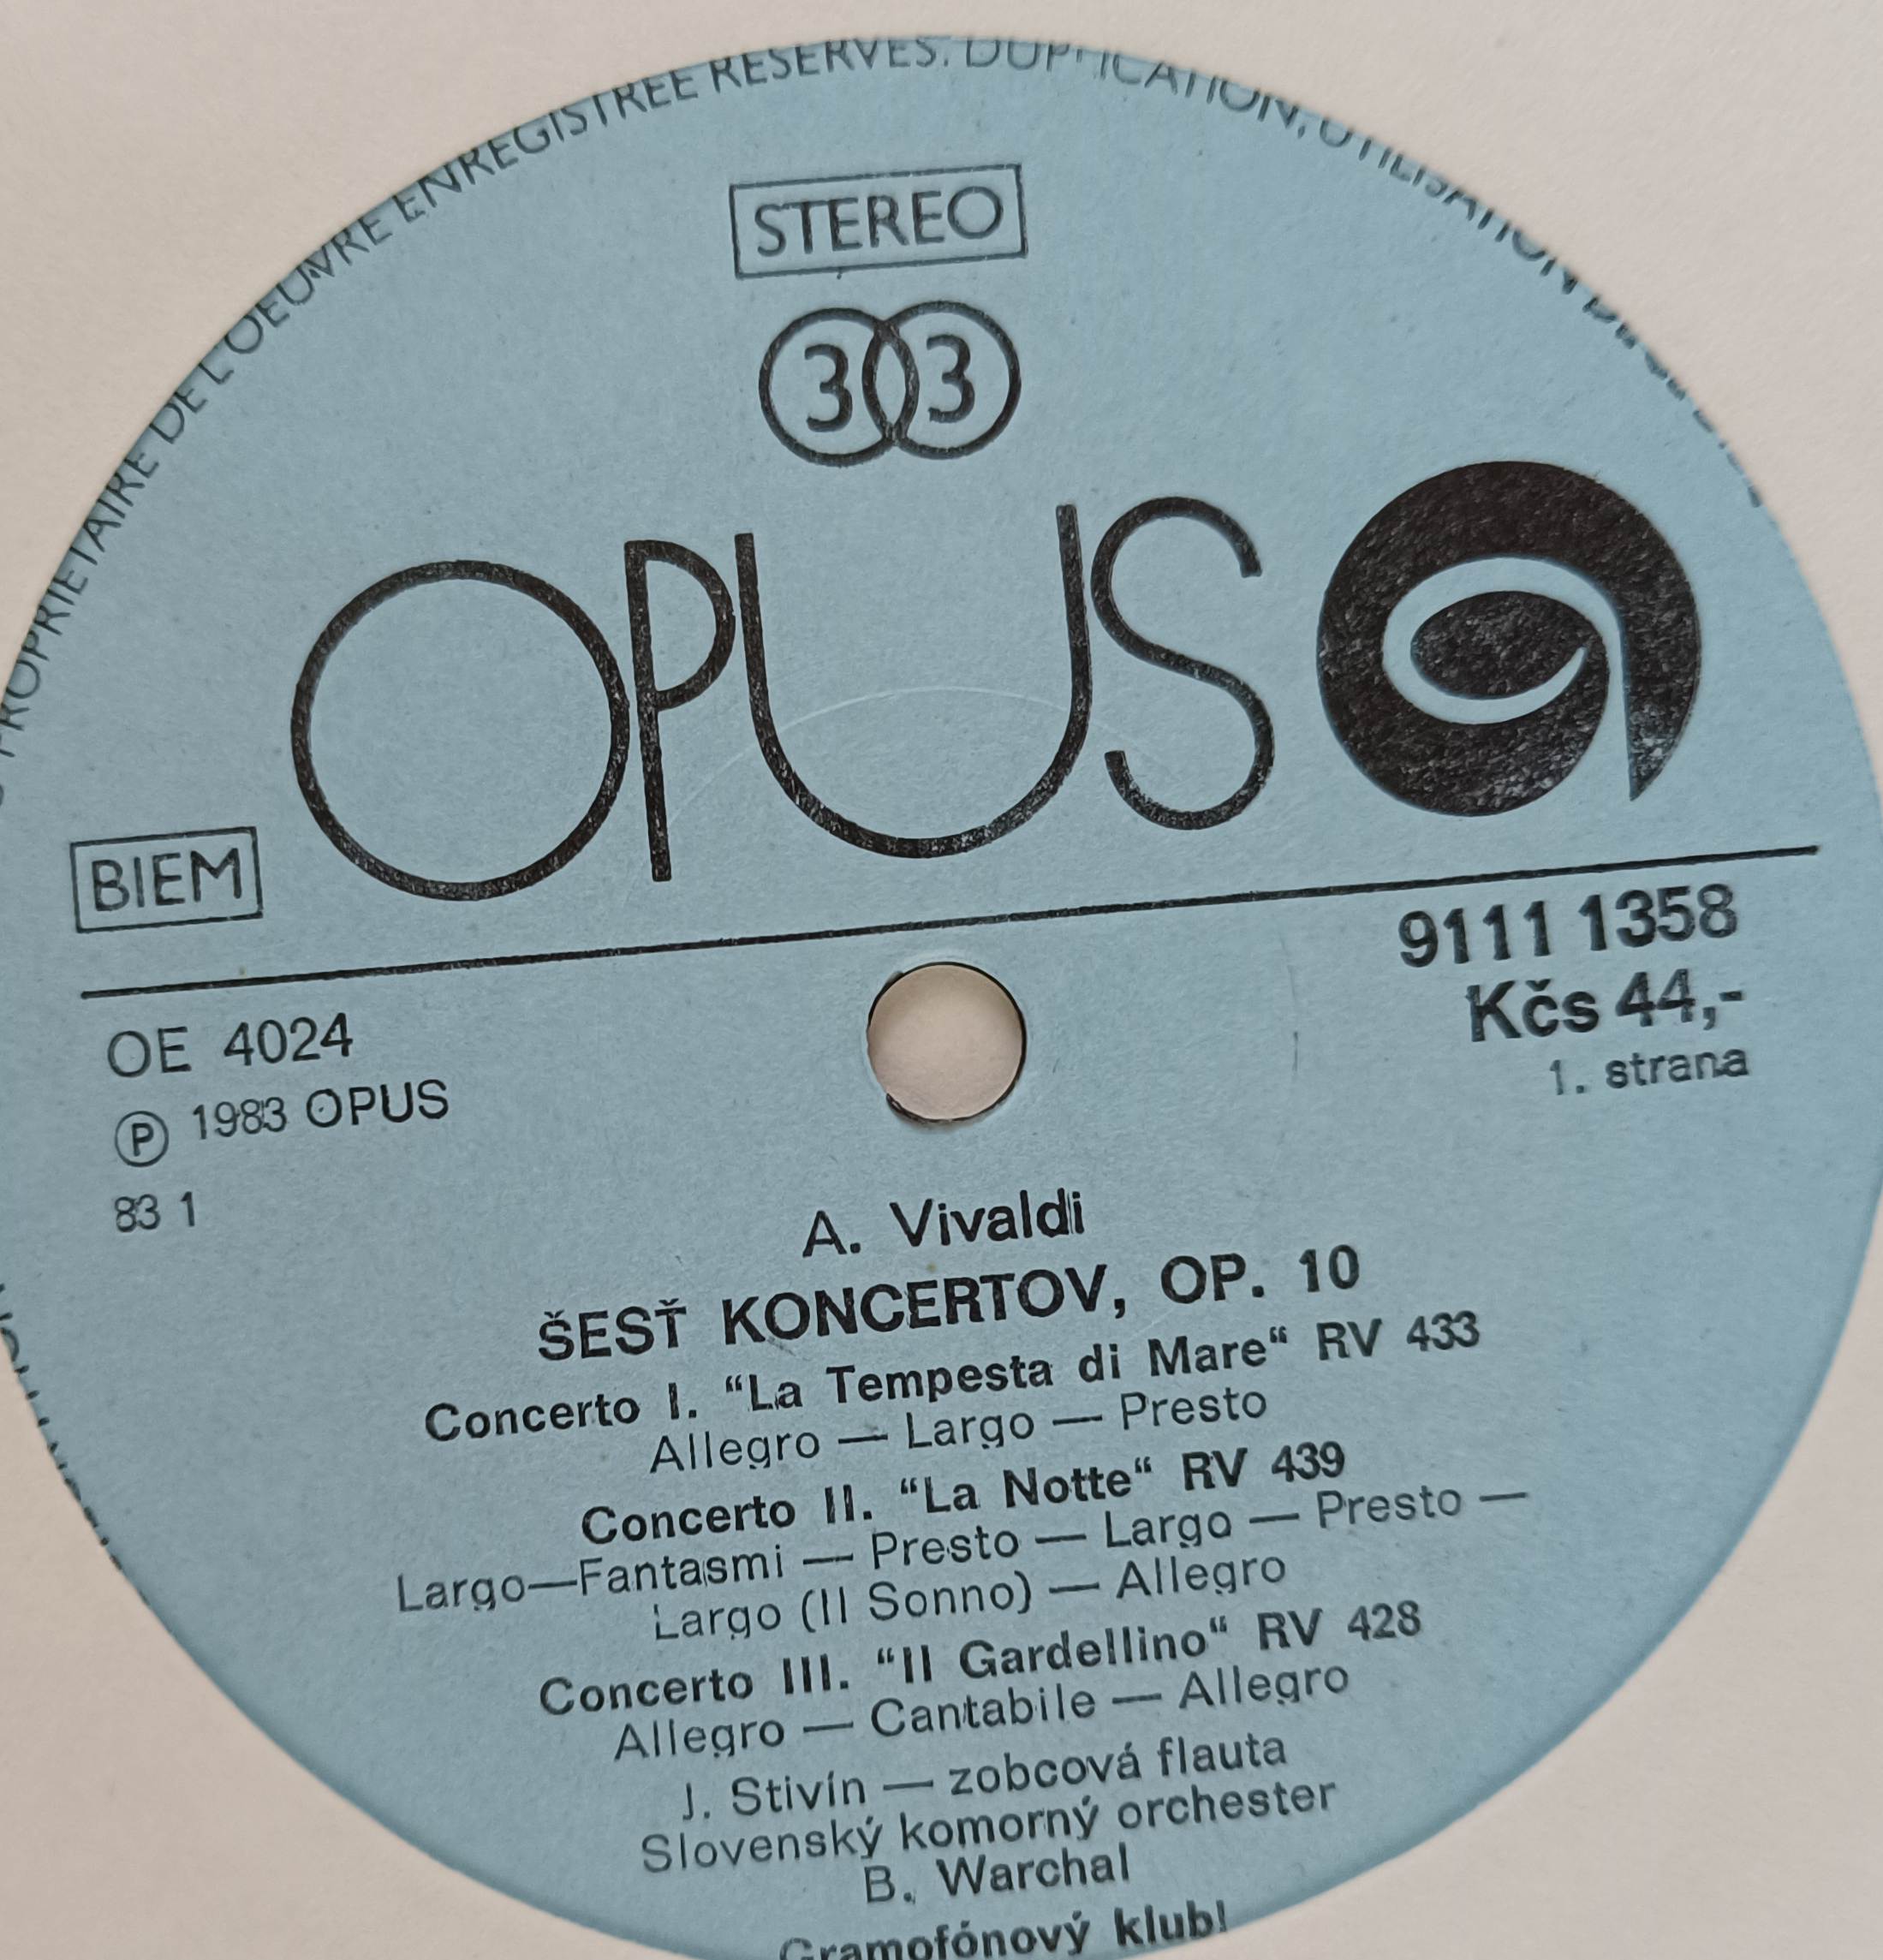 PROPRIETAIRE DE L'OEUVRE ENREGISTREE RESERVES. DUPLICATION, UTILISATION
STEREO
33
OPUS
BIEM
9111 1358
Kčs 44,-
1. strana
OE 4024
Ⓟ 1983 OPUS
83 1
A. Vivaldi
ŠESŤ KONCERTOV, OP. 10
Concerto I. “La Tempesta di Mare“ RV 433
Allegro — Largo — Presto
Concerto II. “La Notte“ RV 439
Largo—Fantasmi — Presto — Largo — Presto —
Largo (Il Sonno) — Allegro
Concerto III. “Il Gardellino“ RV 428
Allegro — Cantabile — Allegro
J. Stivín — zobcová flauta
Slovenský komorný orchester
B. Warchal
Gramofónový klub!